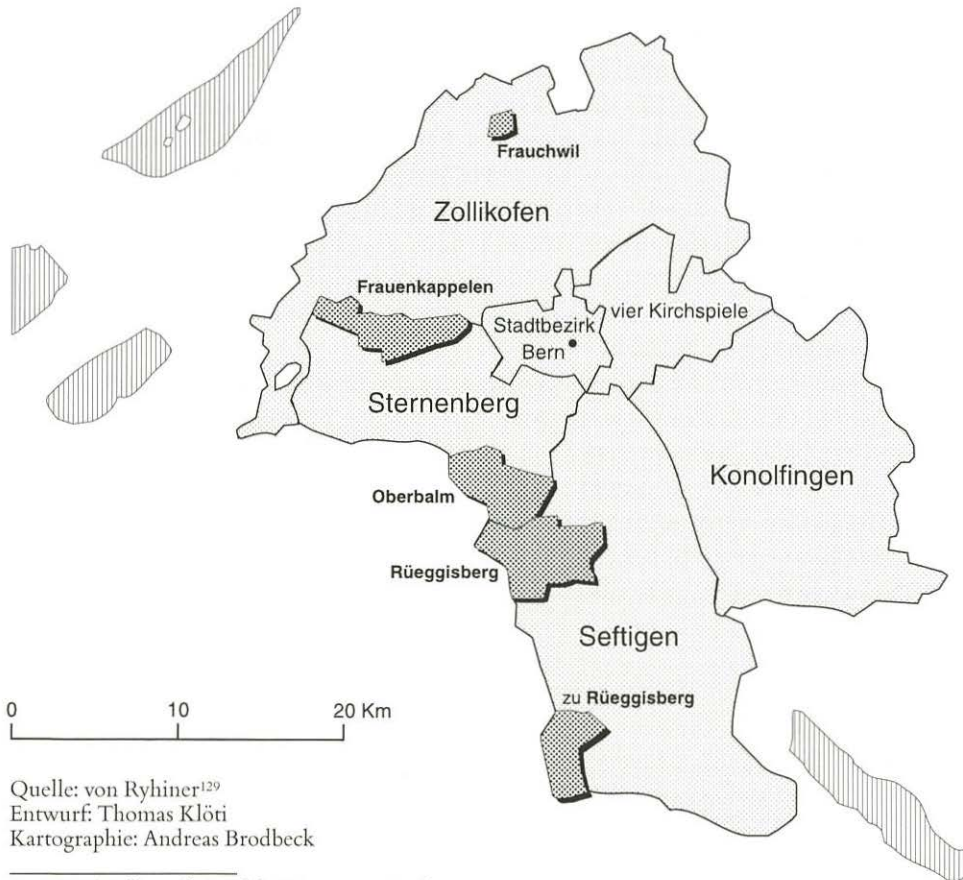 Frauchwil
Zollikofen
Frauenkappelen
vier Kirchspiele
Stadtbezirk
Bern
Sternenberg
Konolfingen
Oberbalm
Rüeggisberg
Seftigen
zu Rüeggisberg
0 10 20 Km
Quelle: von Ryhiner¹²⁹
Entwurf: Thomas Klöti
Kartographie: Andreas Brodbeck